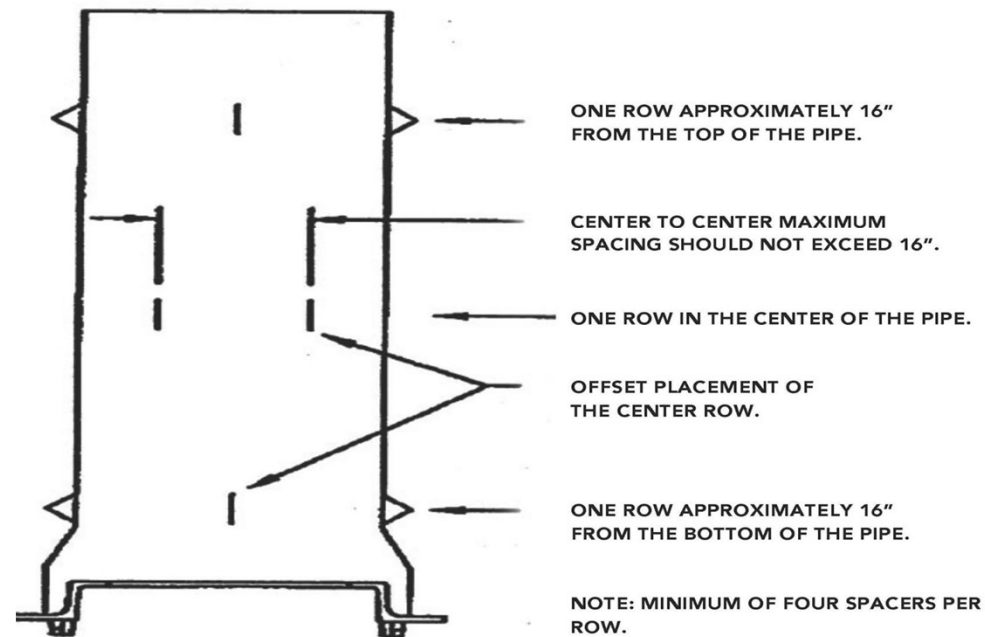 ONE ROW APPROXIMATELY 16”
FROM THE TOP OF THE PIPE.
CENTER TO CENTER MAXIMUM
SPACING SHOULD NOT EXCEED 16”.
ONE ROW IN THE CENTER OF THE PIPE.
OFFSET PLACEMENT OF
THE CENTER ROW.
ONE ROW APPROXIMATELY 16”
FROM THE BOTTOM OF THE PIPE.
NOTE: MINIMUM OF FOUR SPACERS PER
ROW.